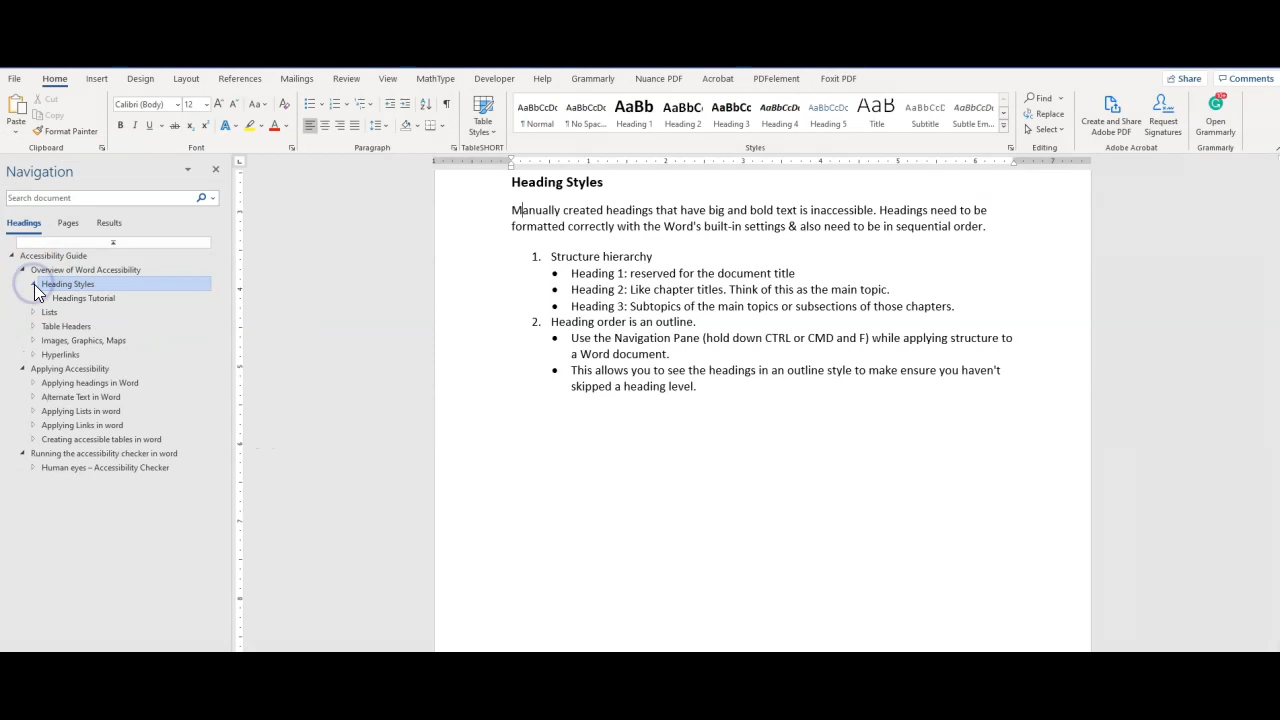 File Home Insert Design Layout References Mailings Review View MathType Developer Help Grammarly Nuance PDF Acrobat PDFelement Foxit PDF Share Comments
Paste
Cut
Copy
Format Painter
Clipboard
Calibri (Body) 12
Font
Paragraph
Table
Styles
TableSHORT
AaBbCcDc
¶ Normal
AaBbCcDc
¶ No Spac...
AaBb
Heading 1
AaBbC
Heading 2
AaBbCc
Heading 3
AaBbCcDc
Heading 4
AaBbCcDc
Heading 5
AaB
Title
AaBbCcD
Subtitle
AaBbCcDc
Subtle Em...
Styles
Find
Replace
Select
Editing
Create and Share
Adobe PDF
Request
Signatures
Adobe Acrobat
Open
Grammarly
Grammarly
Navigation
Search document
Headings Pages Results
Accessibility Guide
Overview of Word Accessibility
Heading Styles
Headings Tutorial
Lists
Table Headers
Images, Graphics, Maps
Hyperlinks
Applying Accessibility
Applying headings in Word
Alternate Text in Word
Applying Lists in word
Applying Links in word
Creating accessible tables in word
Running the accessibility checker in word
Human eyes – Accessibility Checker
Heading Styles
Manually created headings that have big and bold text is inaccessible. Headings need to be
formatted correctly with the Word's built-in settings & also need to be in sequential order.
1. Structure hierarchy
• Heading 1: reserved for the document title
• Heading 2: Like chapter titles. Think of this as the main topic.
• Heading 3: Subtopics of the main topics or subsections of those chapters.
2. Heading order is an outline.
• Use the Navigation Pane (hold down CTRL or CMD and F) while applying structure to
a Word document.
• This allows you to see the headings in an outline style to make ensure you haven't
skipped a heading level.